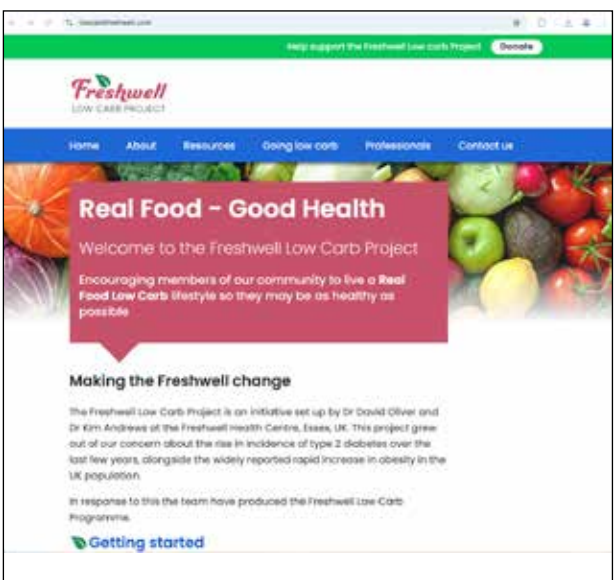 lowcarbfreshwell.com
Help support the Freshwell Low carb Project Donate
Freshwell
LOW CARB PROJECT
Home About Resources Going low carb Professionals Contact us
Real Food - Good Health
Welcome to the Freshwell Low Carb Project
Encouraging members of our community to live a Real
Food Low Carb lifestyle so they may be as healthy as
possible
Making the Freshwell change
The Freshwell Low Carb Project is an initiative set up by Dr David Oliver and
Dr Kim Andrews at the Freshwell Health Centre, Essex, UK. This project grew
out of our concern about the rise in incidence of type 2 diabetes over the
last few years, alongside the widely reported rapid increase in obesity in the
UK population.
In response to this the team have produced the Freshwell Low Carb
Programme.
Getting started